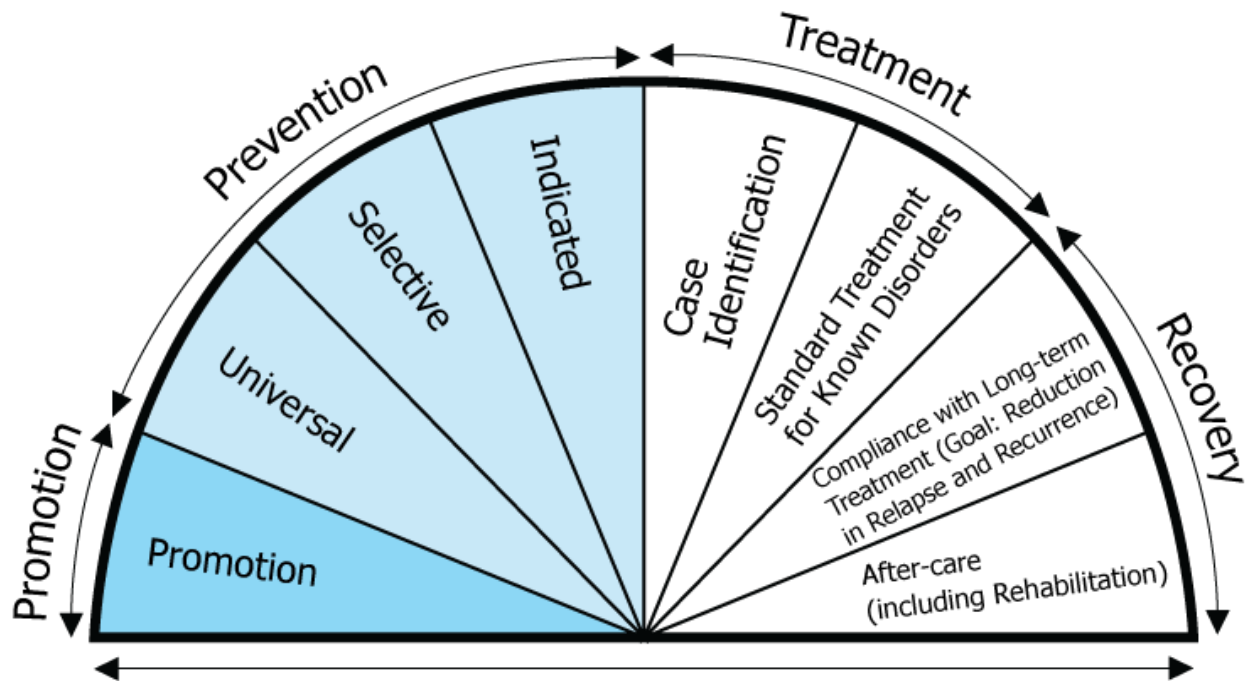 Promotion
Prevention
Treatment
Recovery
Promotion
Universal
Selective
Indicated
Case
Identification
Standard Treatment
for Known Disorders
Compliance with Long-term
Treatment (Goal: Reduction
in Relapse and Recurrence)
After-care
(including Rehabilitation)